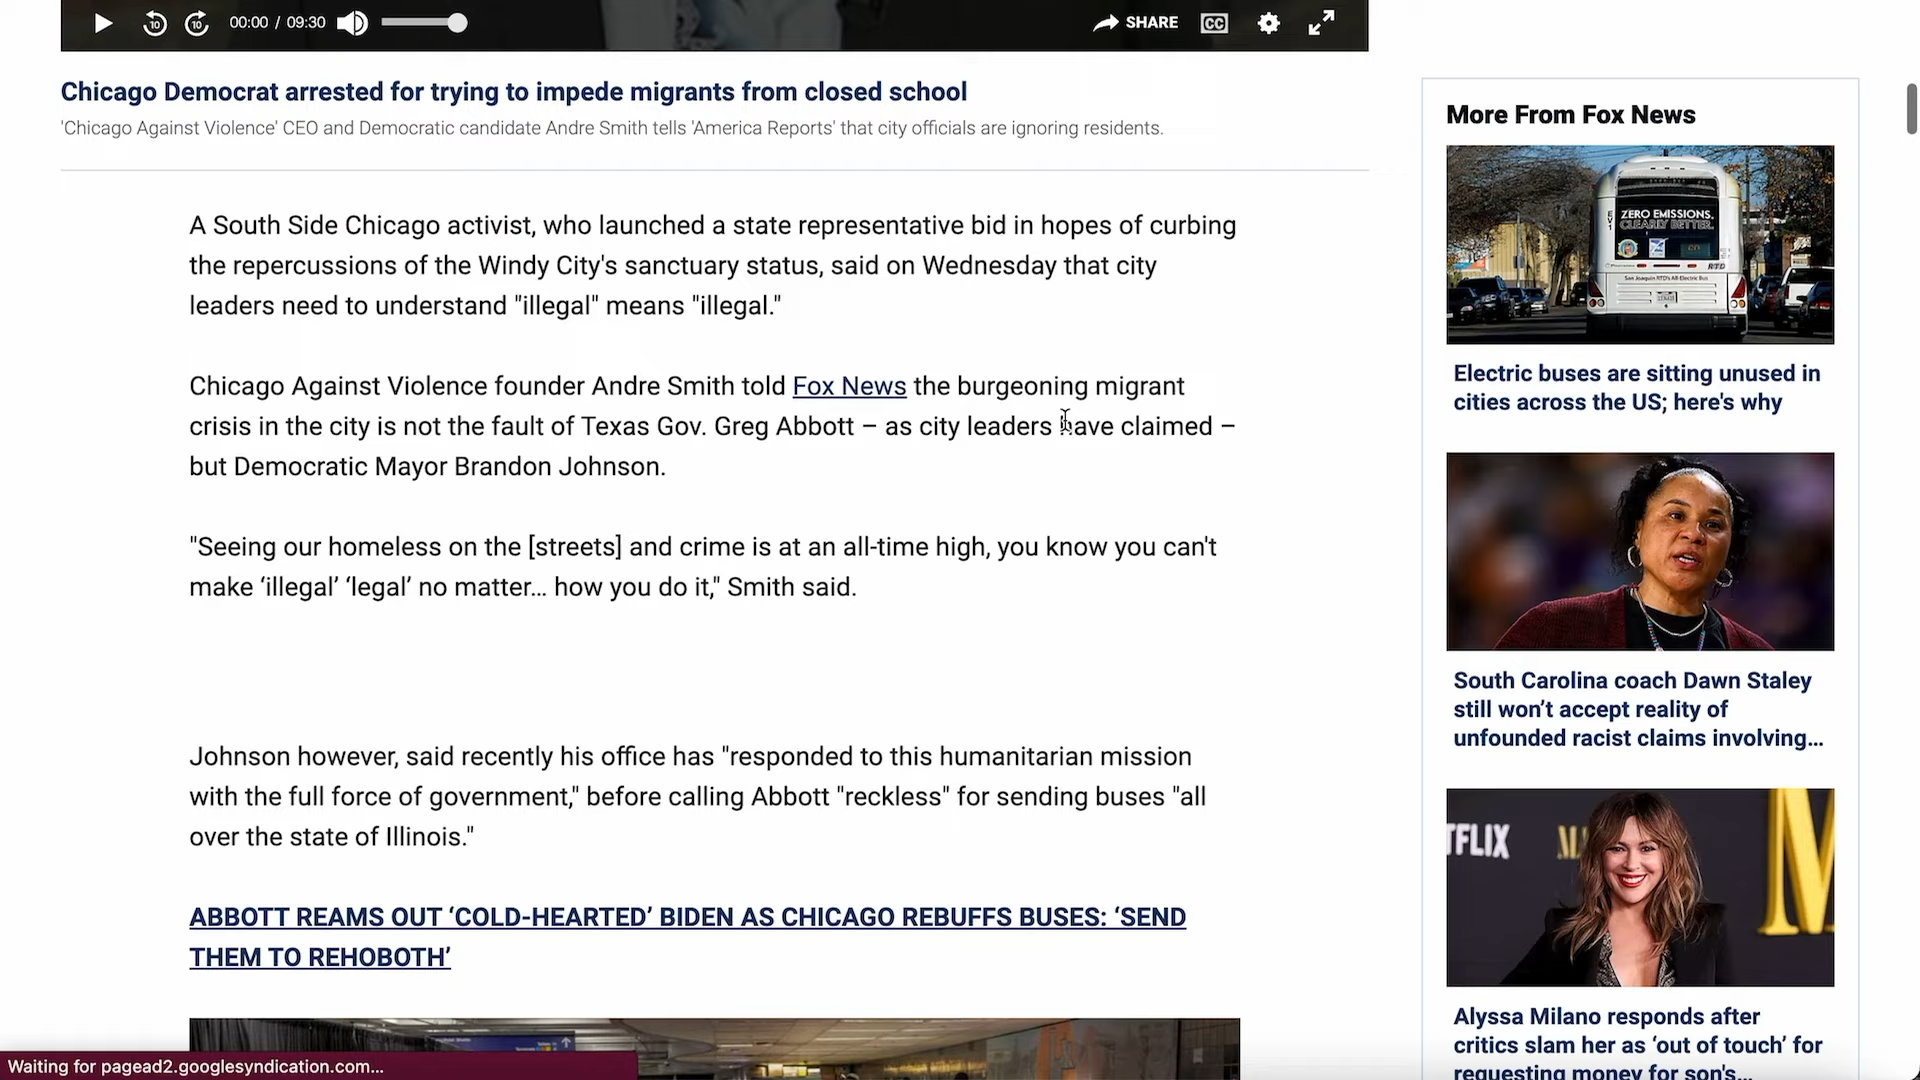 00:00 / 09:30
SHARE
CC
Chicago Democrat arrested for trying to impede migrants from closed school
'Chicago Against Violence' CEO and Democratic candidate Andre Smith tells 'America Reports' that city officials are ignoring residents.
A South Side Chicago activist, who launched a state representative bid in hopes of curbing
the repercussions of the Windy City's sanctuary status, said on Wednesday that city
leaders need to understand "illegal" means "illegal."
Chicago Against Violence founder Andre Smith told Fox News the burgeoning migrant
crisis in the city is not the fault of Texas Gov. Greg Abbott – as city leaders have claimed –
but Democratic Mayor Brandon Johnson.
"Seeing our homeless on the [streets] and crime is at an all-time high, you know you can't
make ‘illegal’ ‘legal’ no matter… how you do it," Smith said.
Johnson however, said recently his office has "responded to this humanitarian mission
with the full force of government," before calling Abbott "reckless" for sending buses "all
over the state of Illinois."
ABBOTT REAMS OUT ‘COLD-HEARTED’ BIDEN AS CHICAGO REBUFFS BUSES: ‘SEND
THEM TO REHOBOTH’
Waiting for pagead2.googlesyndication.com...
More From Fox News
ZERO EMISSIONS.
CLEARLY BETTER.
RTD
Electric buses are sitting unused in
cities across the US; here's why
South Carolina coach Dawn Staley
still won’t accept reality of
unfounded racist claims involving...
TFLIX
M
Alyssa Milano responds after
critics slam her as ‘out of touch’ for
requesting money for son's...